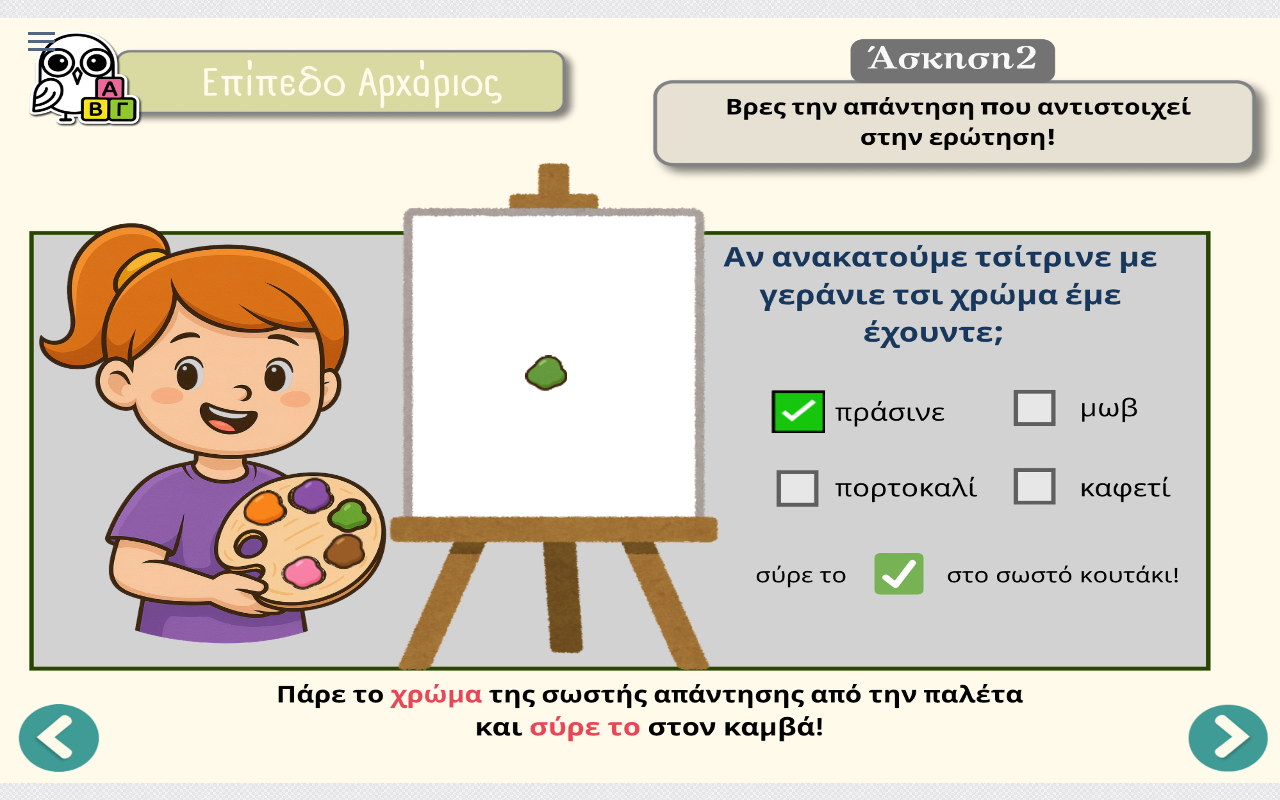 Επίπεδο Αρχάριος
Α
Β Γ
Άσκηση2
Βρες την απάντηση που αντιστοιχεί
στην ερώτηση!
Αν ανακατούμε τσίτρινε με
γεράνιε τσι χρώμα έμε
έχουντε;
πράσινε
μωβ
πορτοκαλί
καφετί
σύρε το
στο σωστό κουτάκι!
Πάρε το χρώμα της σωστής απάντησης από την παλέτα
και σύρε το στον καμβά!